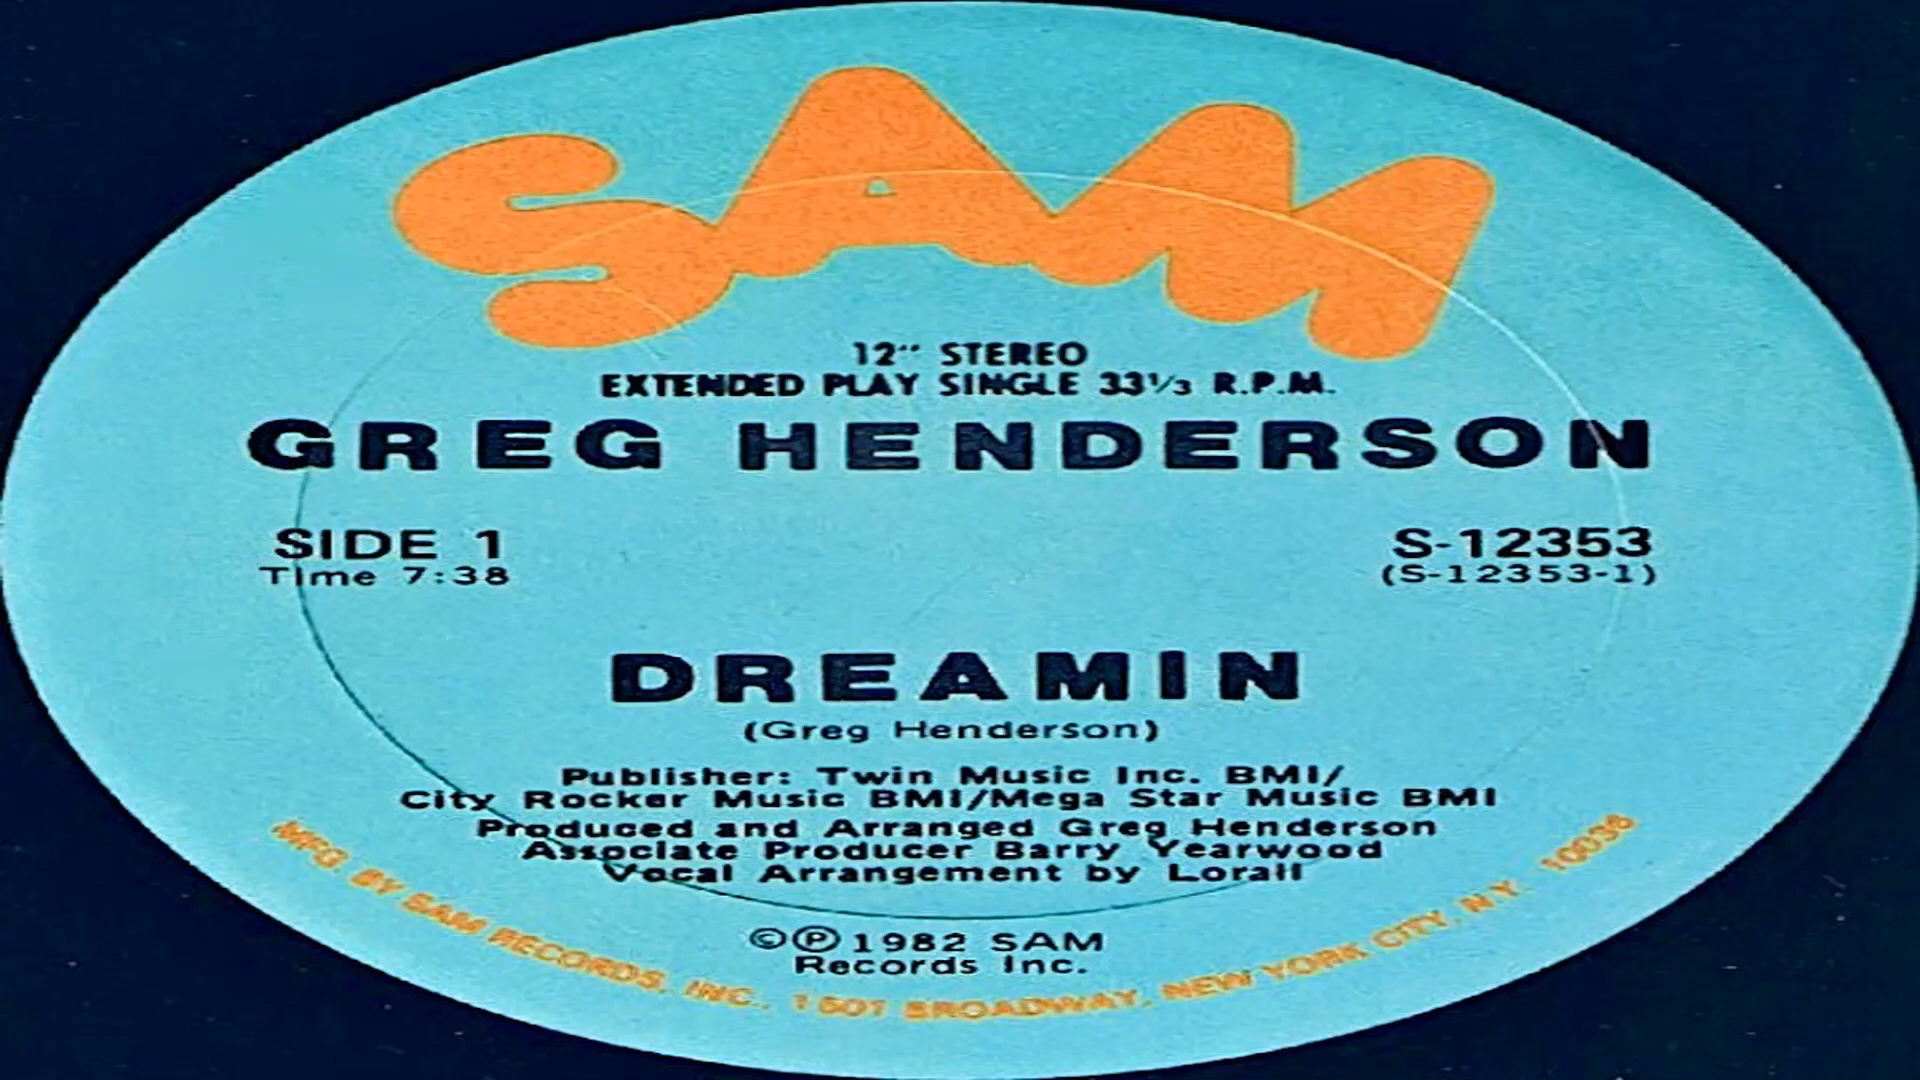 SAM
12" STEREO
EXTENDED PLAY SINGLE 33⅓ R.P.M.
GREG HENDERSON
SIDE 1
Time 7:38
S-12353
(S-12353-1)
DREAMIN
(Greg Henderson)
Publisher: Twin Music Inc. BMI/
City Rocker Music BMI/Mega Star Music BMI
Produced and Arranged Greg Henderson
Associate Producer Barry Yearwood
Vocal Arrangement by Lorail
©℗1982 SAM
Records Inc.
MFG BY SAM RECORDS, INC., 1501 BROADWAY, NEW YORK CITY, N.Y. 10036